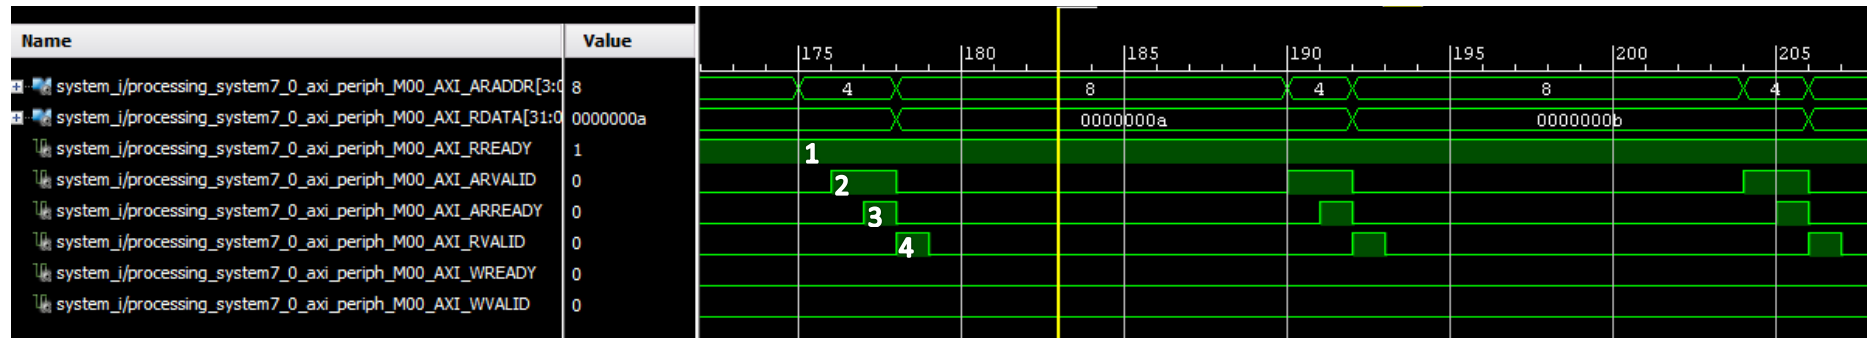 Name Value
175 180 185 190 195 200 205
system_i/processing_system7_0_axi_periph_M00_AXI_ARADDR[3:0 8 4 8 4 8 4
system_i/processing_system7_0_axi_periph_M00_AXI_RDATA[31:0 0000000a 0000000a 0000000b
system_i/processing_system7_0_axi_periph_M00_AXI_RREADY 1 1
system_i/processing_system7_0_axi_periph_M00_AXI_ARVALID 0 2
system_i/processing_system7_0_axi_periph_M00_AXI_ARREADY 0 3
system_i/processing_system7_0_axi_periph_M00_AXI_RVALID 0 4
system_i/processing_system7_0_axi_periph_M00_AXI_WREADY 0
system_i/processing_system7_0_axi_periph_M00_AXI_WVALID 0